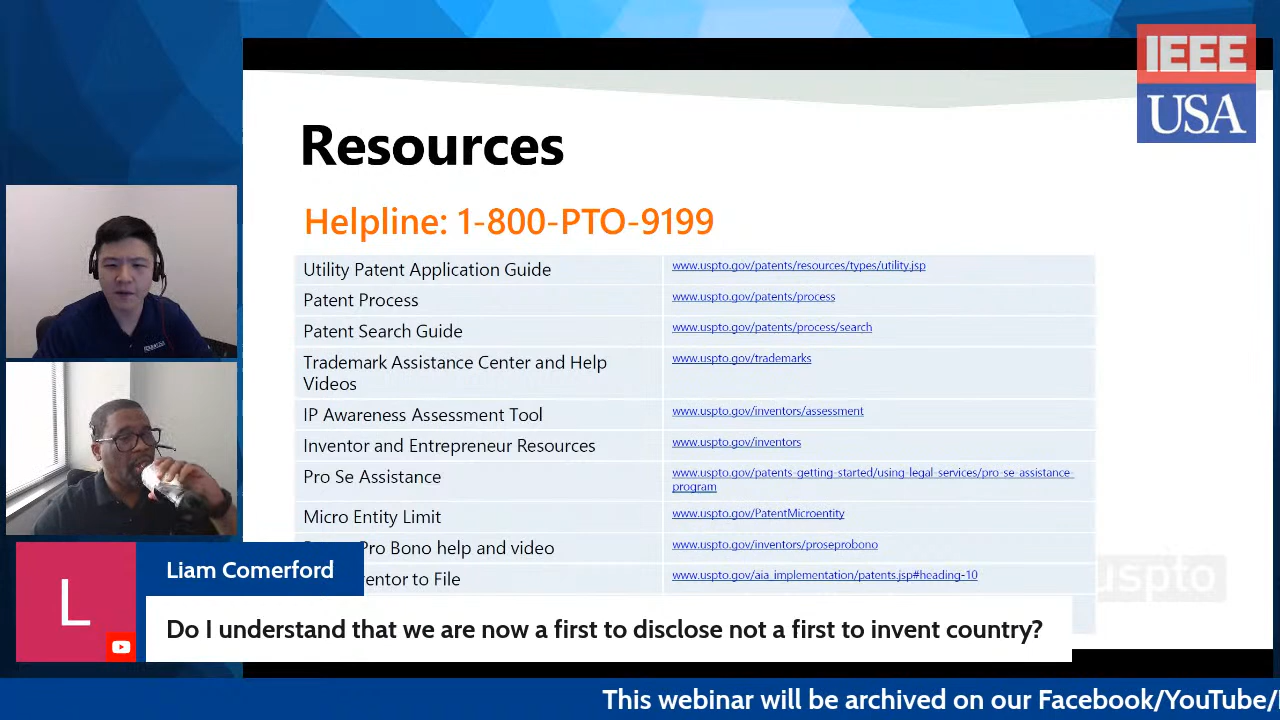 IEEE
USA
Resources
Helpline: 1-800-PTO-9199
Utility Patent Application Guide
www.uspto.gov/patents/resources/types/utility.jsp
Patent Process
www.uspto.gov/patents/process
Patent Search Guide
www.uspto.gov/patents/process/search
Trademark Assistance Center and Help
Videos
www.uspto.gov/trademarks
IP Awareness Assessment Tool
www.uspto.gov/inventors/assessment
Inventor and Entrepreneur Resources
www.uspto.gov/inventors
Pro Se Assistance
www.uspto.gov/patents-getting-started/using-legal-services/pro-se-assistance-
program
Micro Entity Limit
www.uspto.gov/PatentMicroentity
Pro Bono help and video
www.uspto.gov/inventors/proseprobono
to File
www.uspto.gov/aia_implementation/patents.jsp#heading-10
uspto
L
Liam Comerford
Do I understand that we are now a first to disclose not a first to invent country?
This webinar will be archived on our Facebook/YouTube/